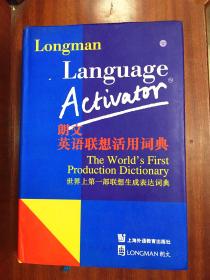 Longman
Language
Activator
朗文
英语联想活用词典
The World's First
Production Dictionary
世界上第一部联想生成表达词典
上海外语教育出版社
LONGMAN 朗文